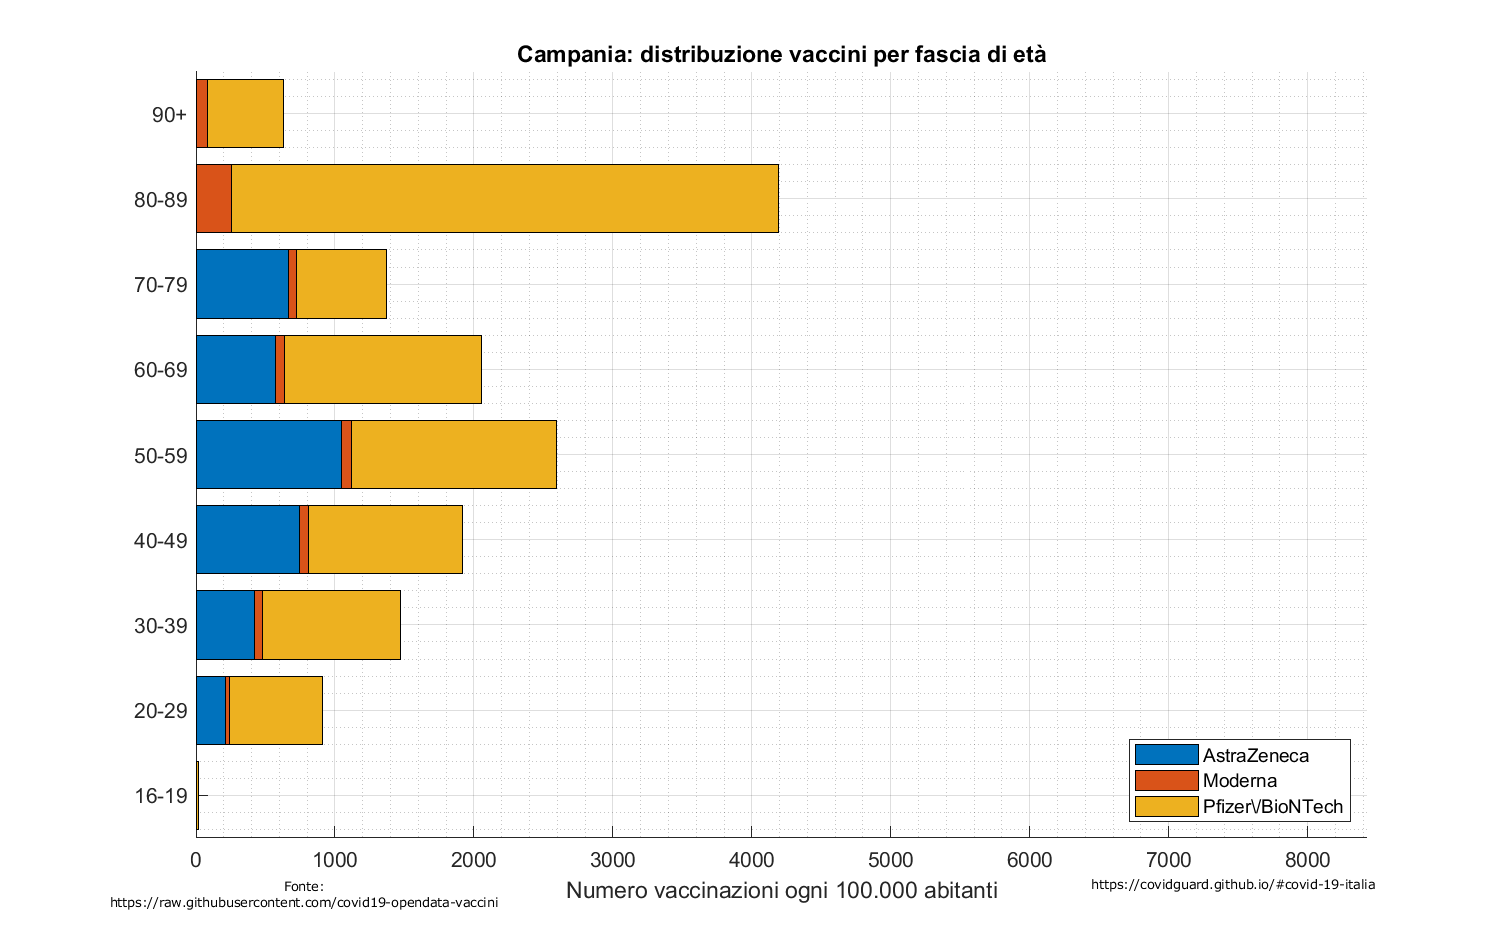 Campania: distribuzione vaccini per fascia di età
90+
80-89
70-79
60-69
50-59
40-49
30-39
20-29
16-19
AstraZeneca
Moderna
Pfizer\/BioNTech
0 1000 2000 3000 4000 5000 6000 7000 8000
Numero vaccinazioni ogni 100.000 abitanti
Fonte:
https://raw.githubusercontent.com/covid19-opendata-vaccini
https://covidguard.github.io/#covid-19-italia